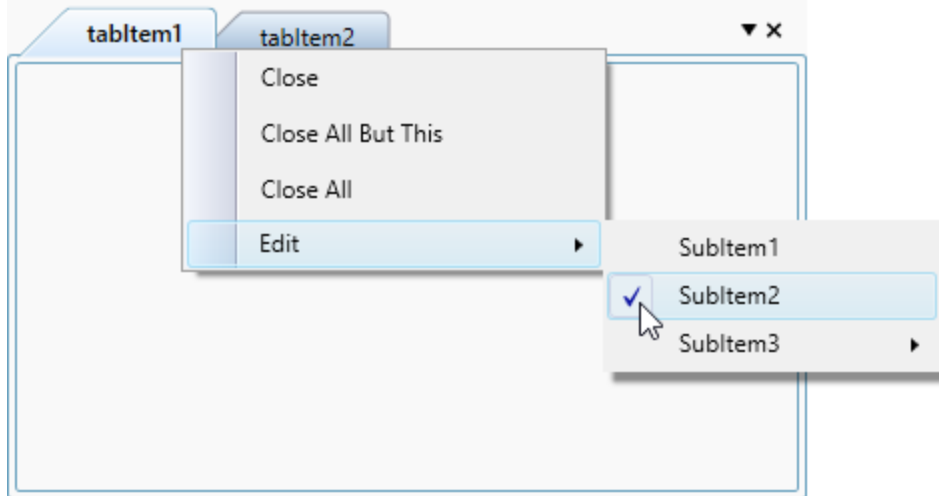 tabItem1
tabItem2
Close
Close All But This
Close All
Edit
SubItem1
SubItem2
SubItem3